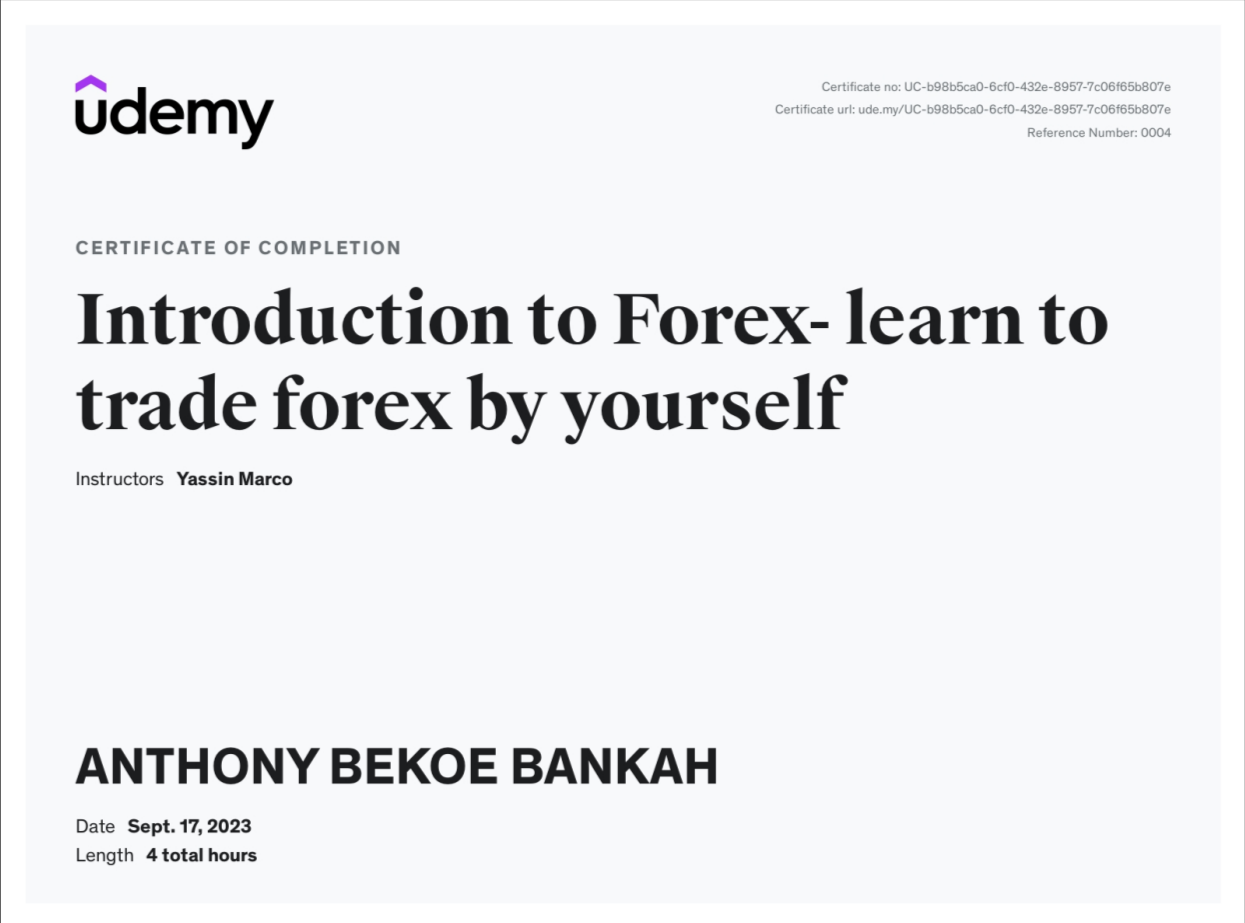 udemy
Certificate no: UC-b98b5ca0-6cf0-432e-8957-7c06f65b807e
Certificate url: ude.my/UC-b98b5ca0-6cf0-432e-8957-7c06f65b807e
Reference Number: 0004
CERTIFICATE OF COMPLETION
Introduction to Forex- learn to
trade forex by yourself
Instructors Yassin Marco
ANTHONY BEKOE BANKAH
Date Sept. 17, 2023
Length 4 total hours